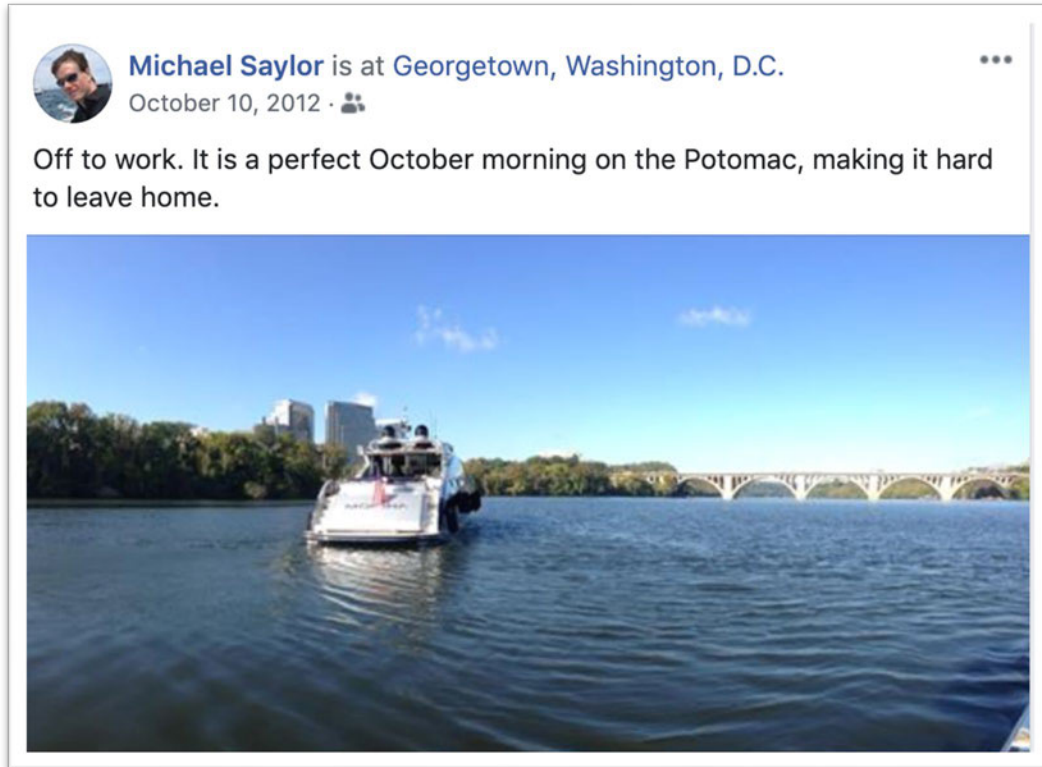 Michael Saylor is at Georgetown, Washington, D.C.
October 10, 2012 ·
Off to work. It is a perfect October morning on the Potomac, making it hard
to leave home.